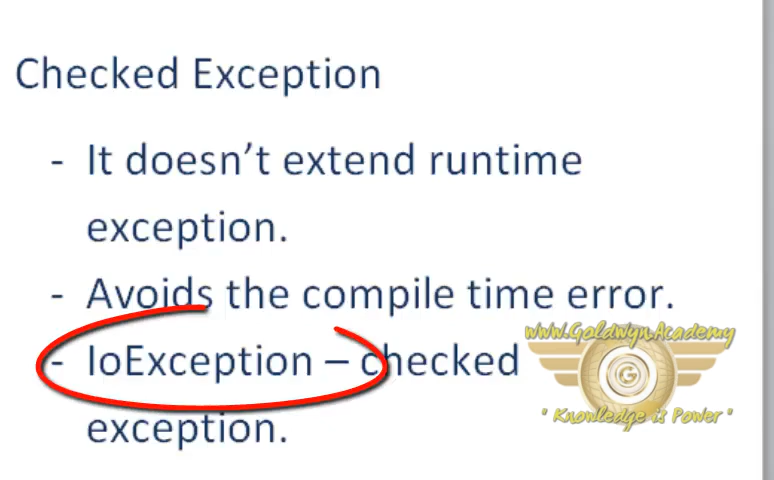 Checked Exception
- It doesn't extend runtime
exception.
- Avoids the compile time error.
www.GoldwynAcademy
- IoException – checked
G
exception.
" Knowledge is Power "